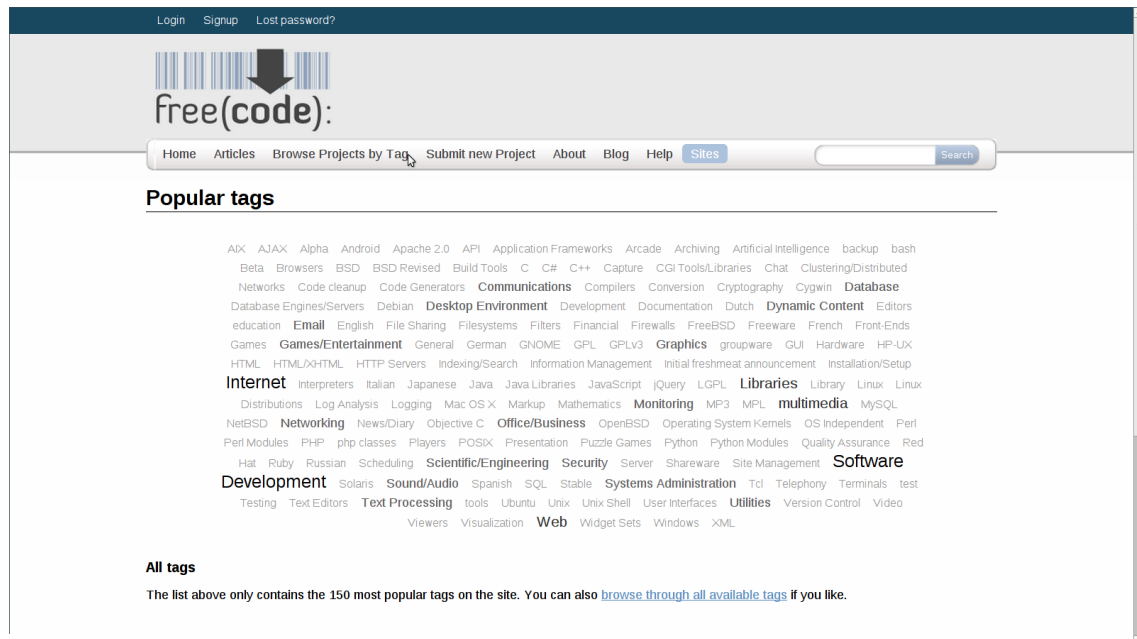 Login Signup Lost password?
free(code):
Home Articles Browse Projects by Tag Submit new Project About Blog Help Sites Search
Popular tags
AIX AJAX Alpha Android Apache 2.0 API Application Frameworks Arcade Archiving Artificial Intelligence backup bash
Beta Browsers BSD BSD Revised Build Tools C C# C++ Capture CGI Tools/Libraries Chat Clustering/Distributed
Networks Code cleanup Code Generators Communications Compilers Conversion Cryptography Cygwin Database
Database Engines/Servers Debian Desktop Environment Development Documentation Dutch Dynamic Content Editors
education Email English File Sharing Filesystems Filters Financial Firewalls FreeBSD Freeware French Front-Ends
Games Games/Entertainment General German GNOME GPL GPLv3 Graphics groupware GUI Hardware HP-UX
HTML HTML/XHTML HTTP Servers Indexing/Search Information Management Initial freshmeat announcement Installation/Setup
Internet Interpreters Italian Japanese Java Java Libraries JavaScript jQuery LGPL Libraries Library Linux Linux
Distributions Log Analysis Logging Mac OS X Markup Mathematics Monitoring MP3 MPL multimedia MySQL
NetBSD Networking News/Diary Objective C Office/Business OpenBSD Operating System Kernels OS Independent Perl
Perl Modules PHP php classes Players POSIX Presentation Puzzle Games Python Python Modules Quality Assurance Red
Hat Ruby Russian Scheduling Scientific/Engineering Security Server Shareware Site Management Software
Development Solaris Sound/Audio Spanish SQL Stable Systems Administration Tcl Telephony Terminals test
Testing Text Editors Text Processing tools Ubuntu Unix Unix Shell User Interfaces Utilities Version Control Video
Viewers Visualization Web Widget Sets Windows XML
All tags
The list above only contains the 150 most popular tags on the site. You can also browse through all available tags if you like.